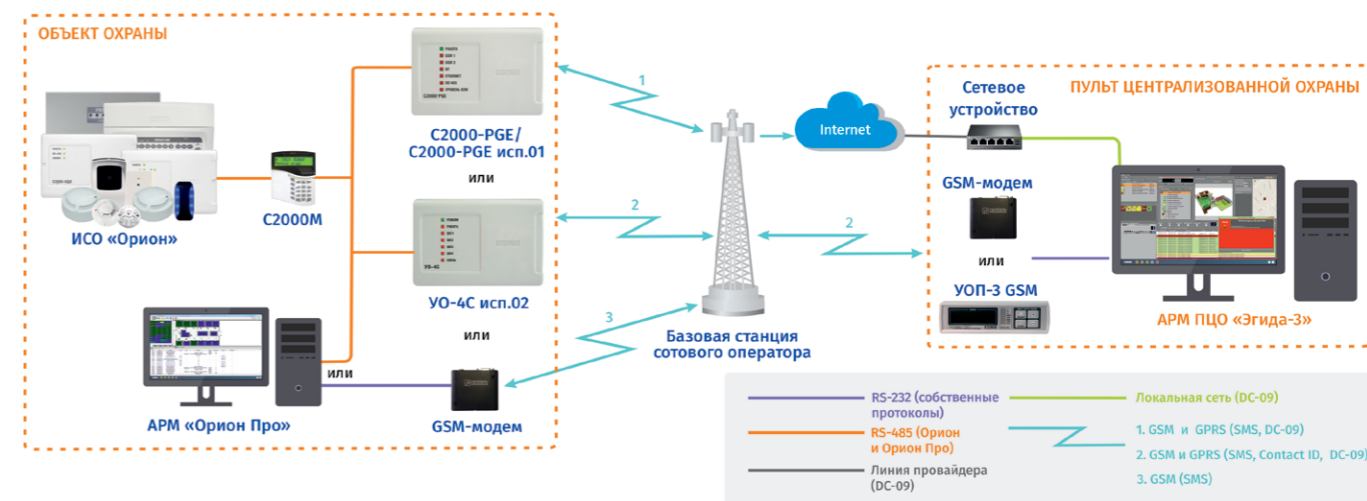 ОБЪЕКТ ОХРАНЫ
С2000-PGE/
С2000-PGE исп.01
или
ИСО «Орион»
С2000М
УО-4С
УО-4С исп.02
или
или
АРМ «Орион Про»
GSM-модем
1
2
3
2
Базовая станция
сотового оператора
Internet
ПУЛЬТ ЦЕНТРАЛИЗОВАННОЙ ОХРАНЫ
Сетевое
устройство
GSM-модем
или
УОП-3 GSM
АРМ ПЦО «Эгида-3»
RS-232 (собственные
протоколы)
RS-485 (Орион
и Орион Про)
Линия провайдера
(DC-09)
Локальная сеть (DC-09)
1. GSM и GPRS (SMS, DC-09)
2. GSM и GPRS (SMS, Contact ID, DC-09)
3. GSM (SMS)